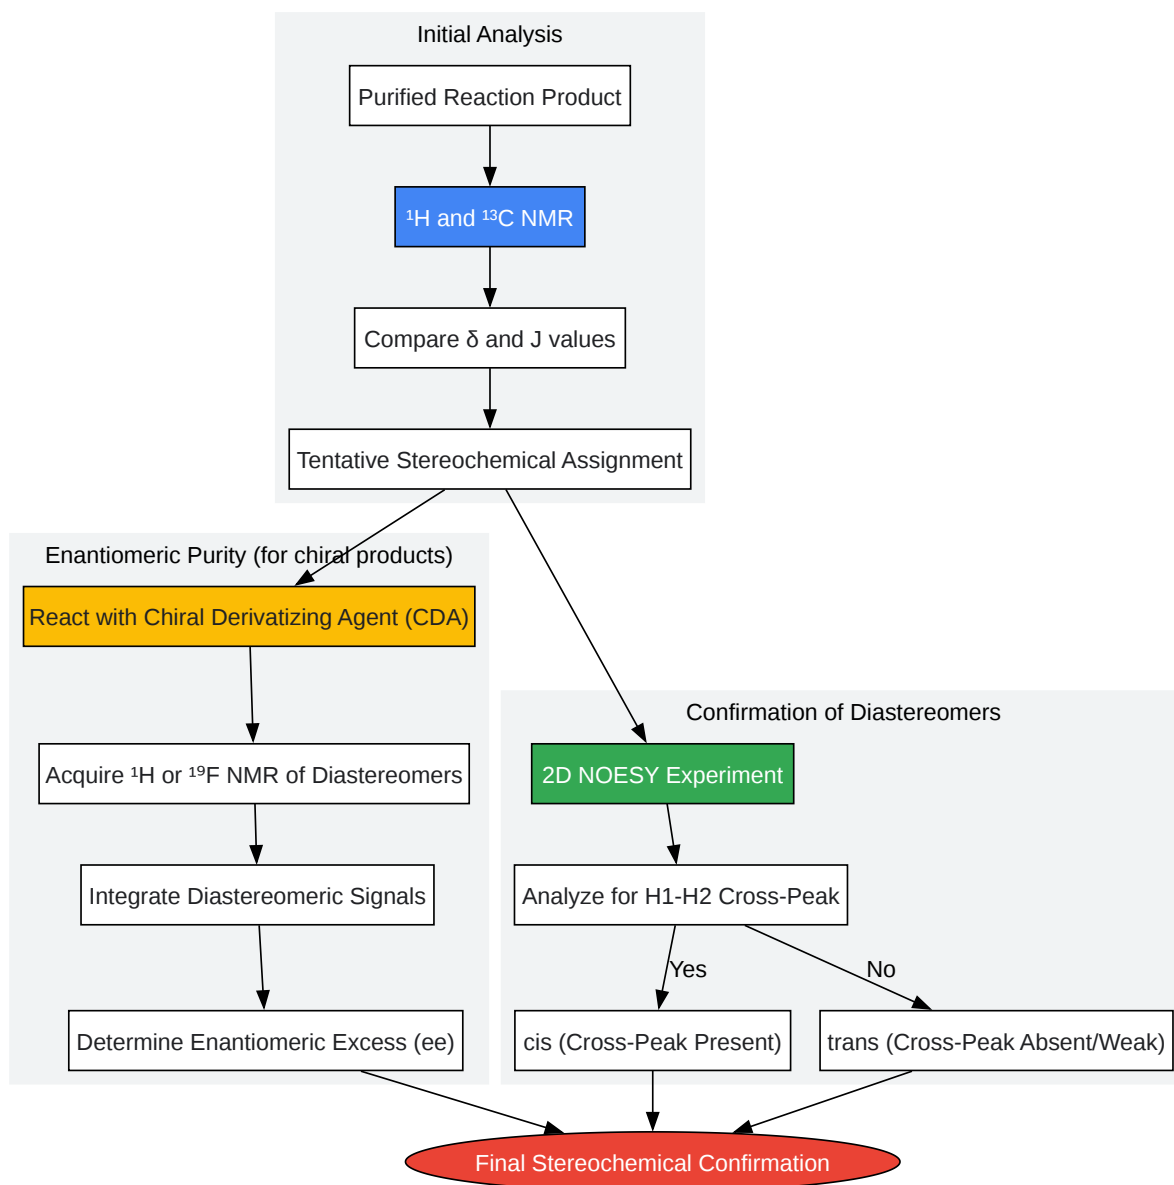 Initial Analysis
Purified Reaction Product
¹H and ¹³C NMR
Compare δ and J values
Tentative Stereochemical Assignment
Enantiomeric Purity (for chiral products)
React with Chiral Derivatizing Agent (CDA)
Acquire ¹H or ¹⁹F NMR of Diastereomers
Integrate Diastereomeric Signals
Determine Enantiomeric Excess (ee)
Confirmation of Diastereomers
2D NOESY Experiment
Analyze for H1-H2 Cross-Peak
Yes
No
cis (Cross-Peak Present)
trans (Cross-Peak Absent/Weak)
Final Stereochemical Confirmation